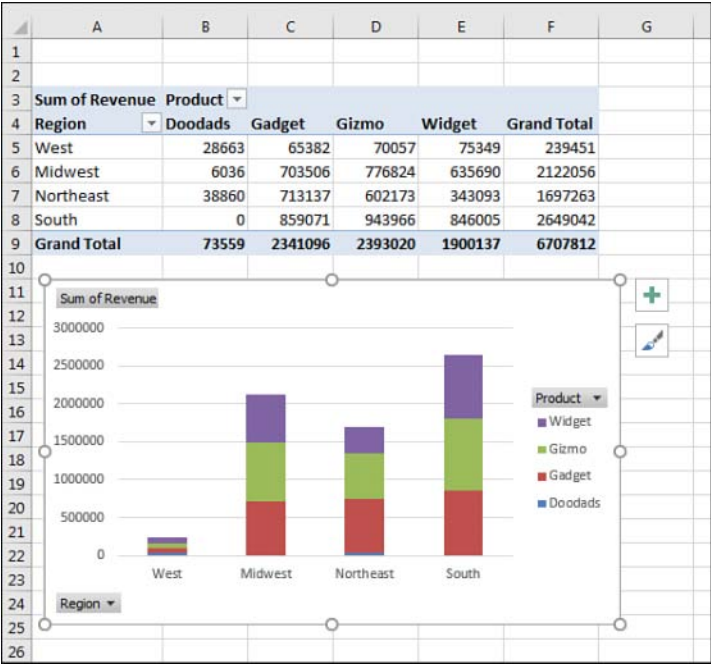 A B C D E F G
1
2
3 Sum of Revenue Product
4 Region Doodads Gadget Gizmo Widget Grand Total
5 West 28663 65382 70057 75349 239451
6 Midwest 6036 703506 776824 635690 2122056
7 Northeast 38860 713137 602173 343093 1697263
8 South 0 859071 943966 846005 2649042
9 Grand Total 73559 2341096 2393020 1900137 6707812
10
11 Sum of Revenue
12
3000000
13
14 2500000
15
16 2000000 Product
17 1500000 Widget
18 Gizmo
19 1000000 Gadget
20 500000 Doodads
21
22 0
23 West Midwest Northeast South
24 Region
25
26